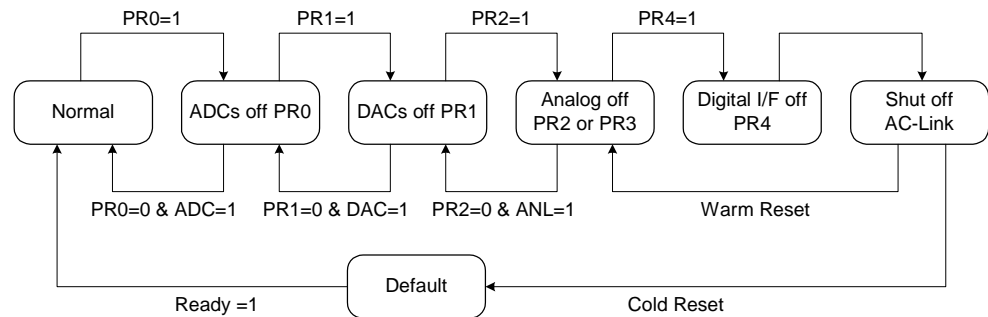 PR0=1
PR1=1
PR2=1
PR4=1
Normal
ADCs off PR0
DACs off PR1
Analog off
PR2 or PR3
Digital I/F off
PR4
Shut off
AC-Link
PR0=0 & ADC=1
PR1=0 & DAC=1
PR2=0 & ANL=1
Warm Reset
Default
Ready =1
Cold Reset